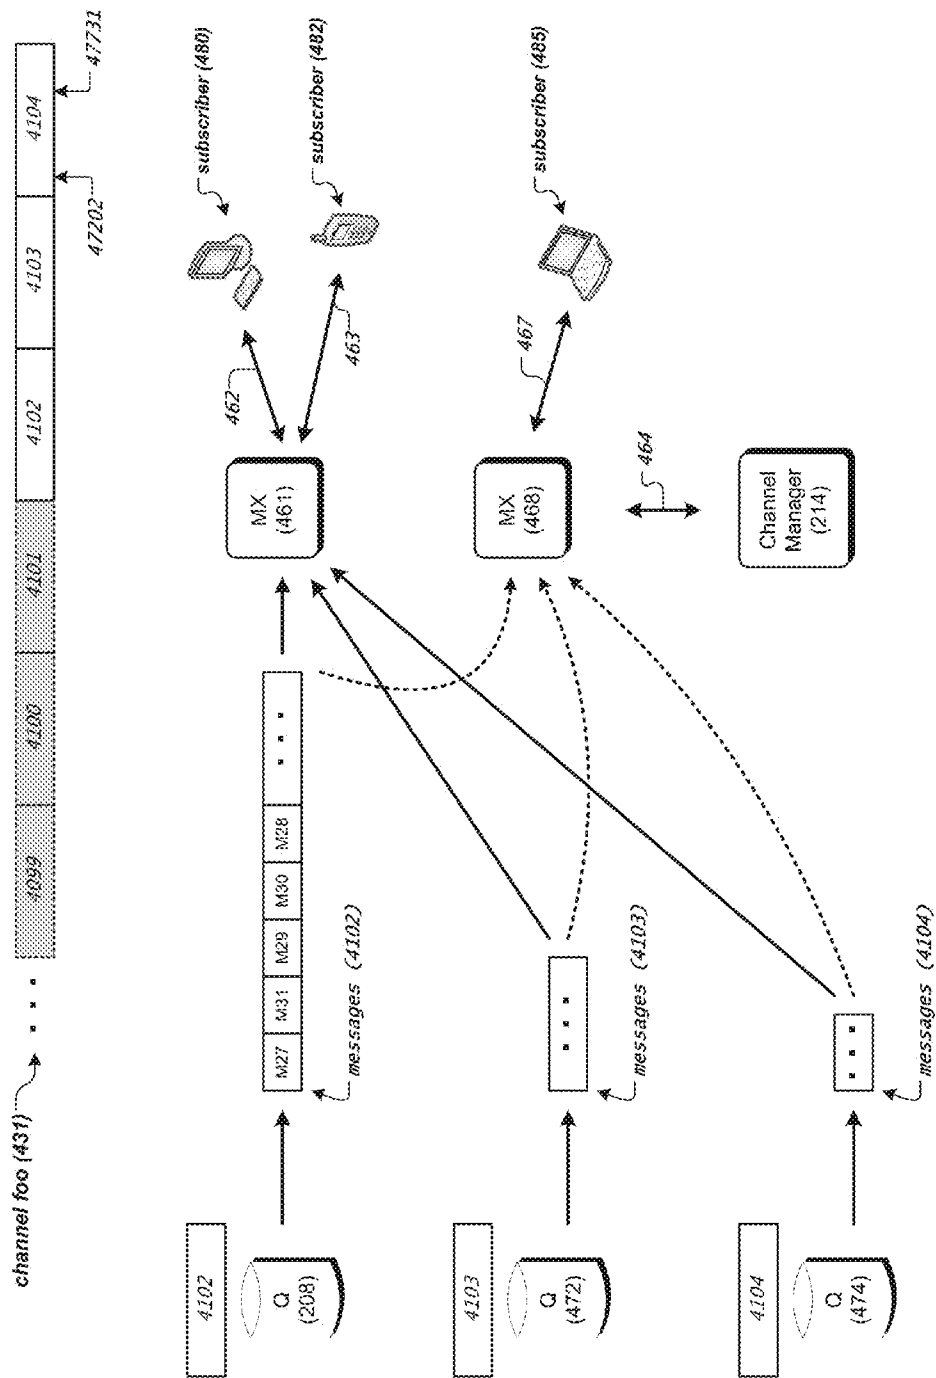 channel foo (431)
4099
4100
4101
4102
4103
4104
47202
47731
4102
Q
(208)
M27
M31
M29
M30
M28
messages (4102)
MX
(461)
462
463
subscriber (480)
subscriber (482)
4103
Q
(472)
messages (4103)
MX
(468)
467
subscriber (485)
464
4104
Q
(474)
messages (4104)
Channel
Manager
(214)